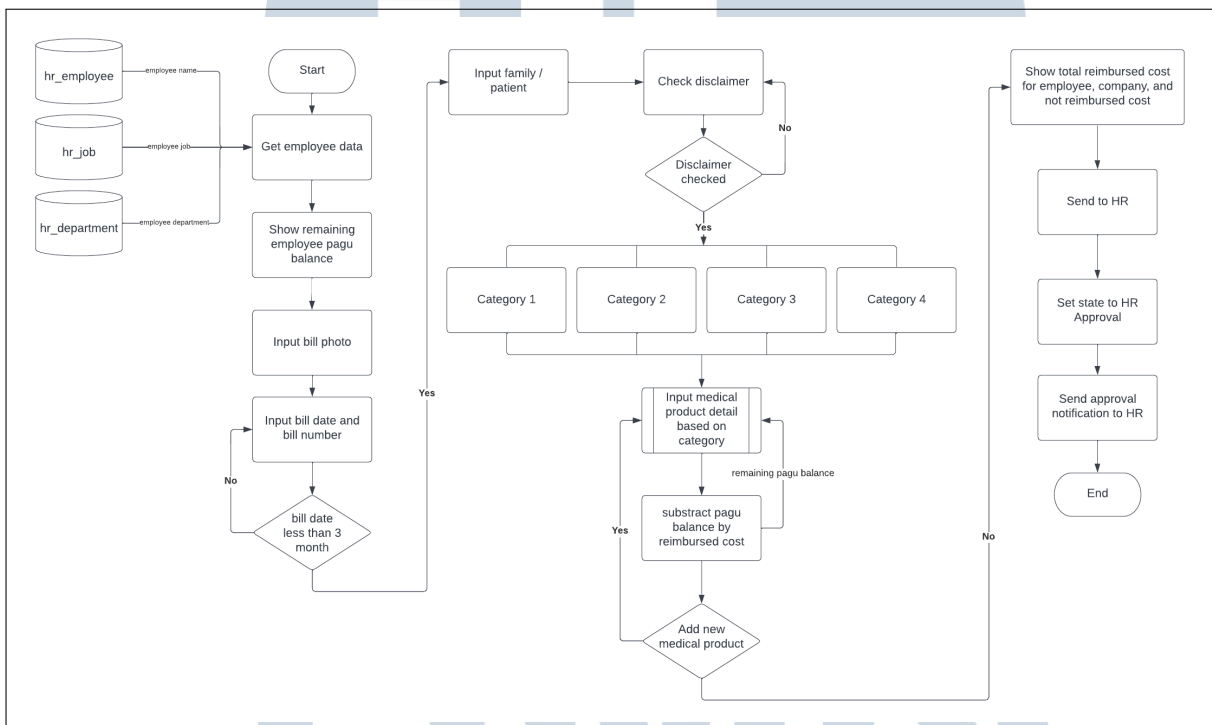 hr_employee
employee name
hr_job
employee job
hr_department
employee department
Start
Get employee data
Show remaining
employee pagu
balance
Input bill photo
Input bill date and
bill number
No
bill date
less than 3
month
Yes
Input family /
patient
Check disclaimer
No
Disclaimer
checked
Yes
Category 1
Category 2
Category 3
Category 4
Input medical
product detail
based on
category
remaining pagu balance
substract pagu
balance by
reimbursed cost
Yes
Add new
medical product
No
Show total reimbursed cost
for employee, company, and
not reimbursed cost
Send to HR
Set state to HR
Approval
Send approval
notification to HR
End